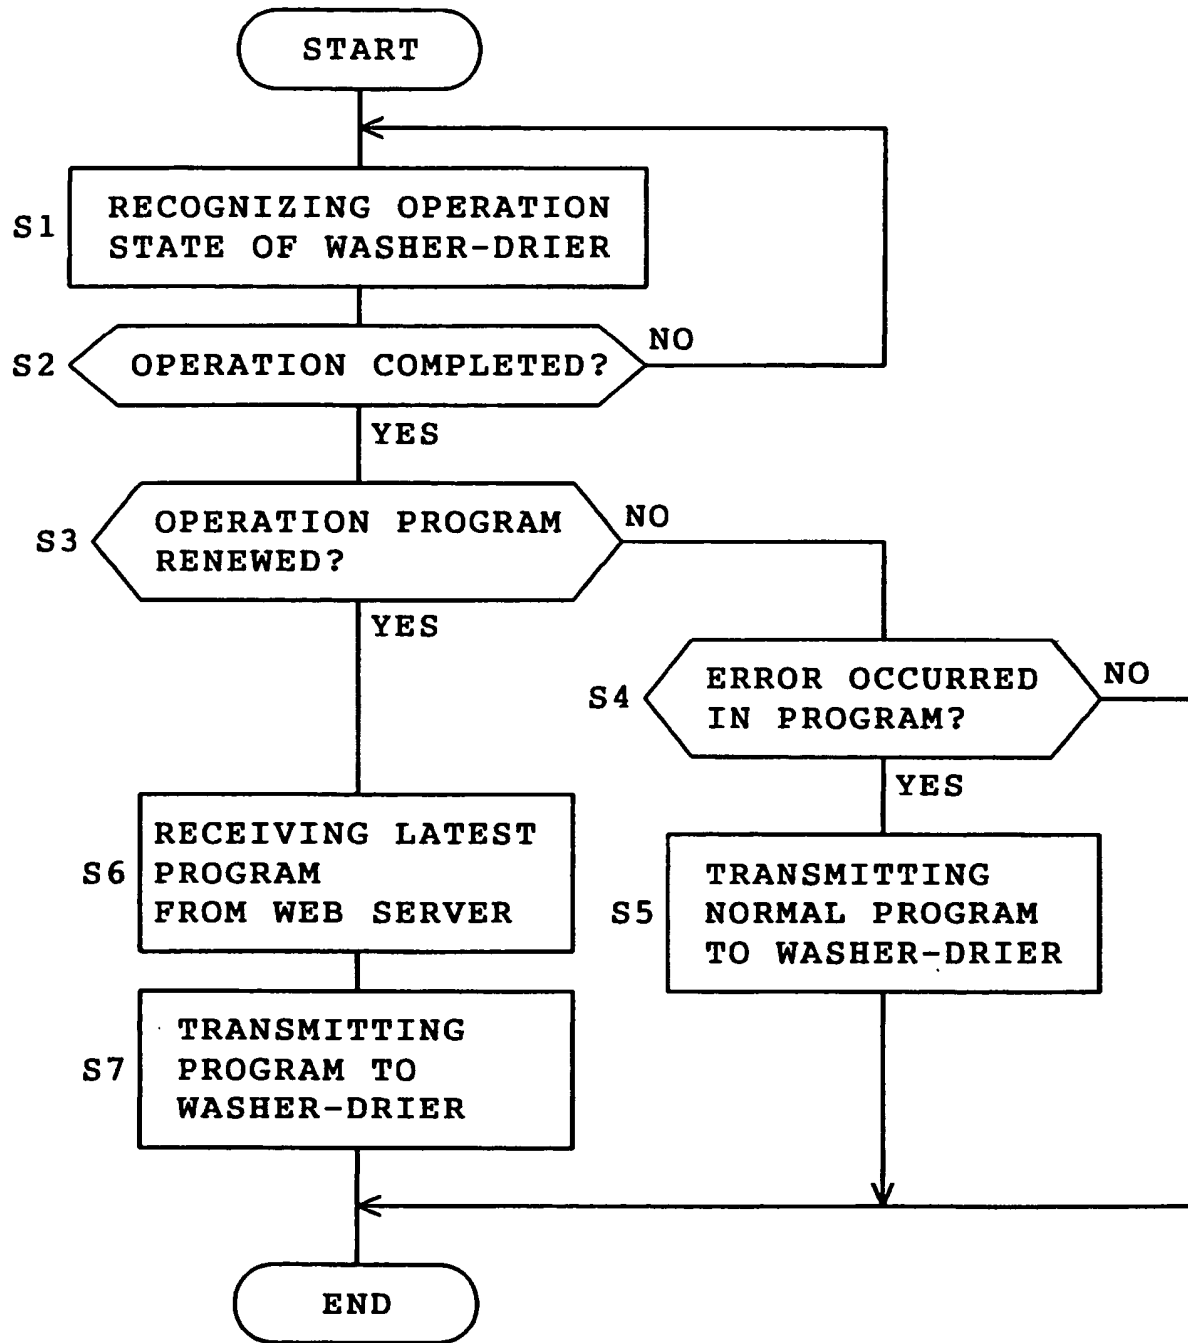 START
S1
RECOGNIZING OPERATION
STATE OF WASHER-DRIER
S2
OPERATION COMPLETED?
NO
YES
S3
OPERATION PROGRAM
RENEWED?
NO
YES
S4
ERROR OCCURRED
IN PROGRAM?
NO
YES
S6
RECEIVING LATEST
PROGRAM
FROM WEB SERVER
S5
TRANSMITTING
NORMAL PROGRAM
TO WASHER-DRIER
S7
TRANSMITTING
PROGRAM TO
WASHER-DRIER
END